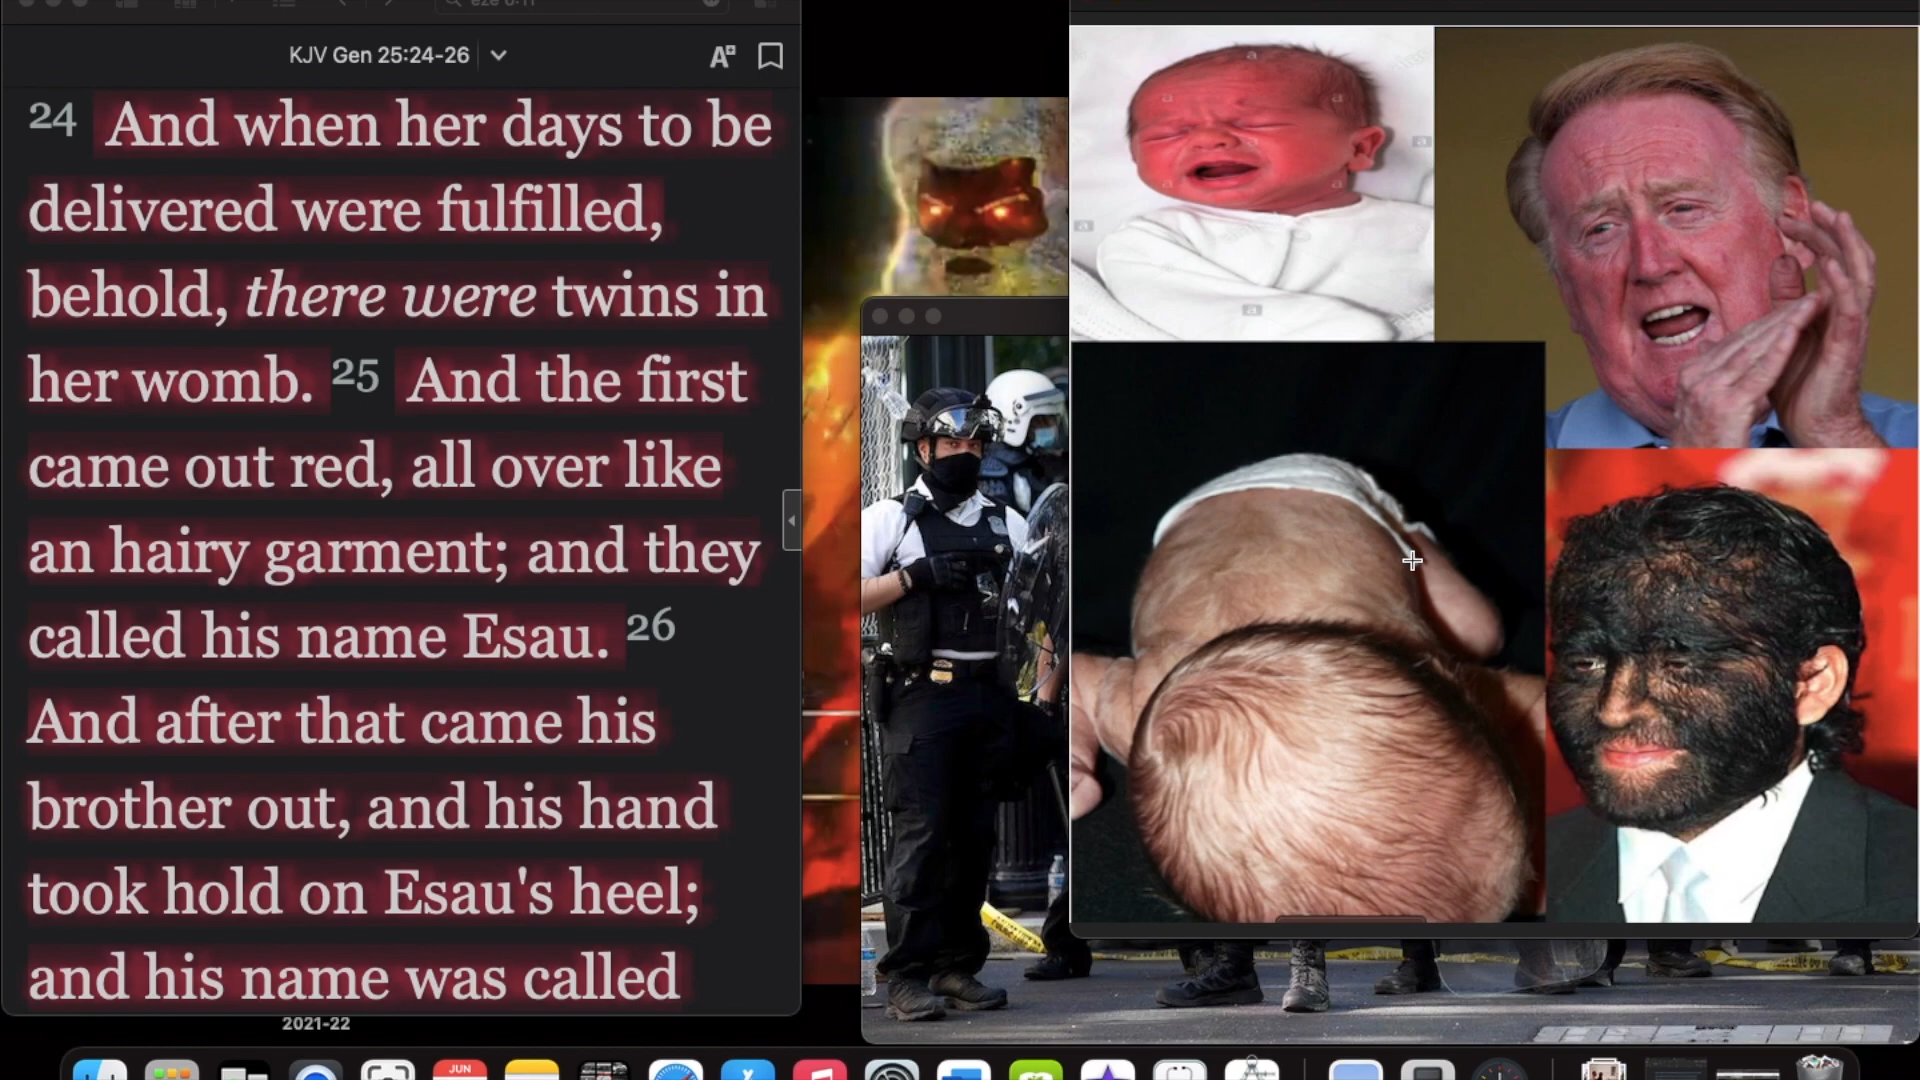 eze 6:11
KJV Gen 25:24-26
24 And when her days to be
delivered were fulfilled,
behold, there were twins in
her womb. 25 And the first
came out red, all over like
an hairy garment; and they
called his name Esau. 26
And after that came his
brother out, and his hand
took hold on Esau's heel;
and his name was called
2021-22
JUN
a
a
a
a
a
a
a
a